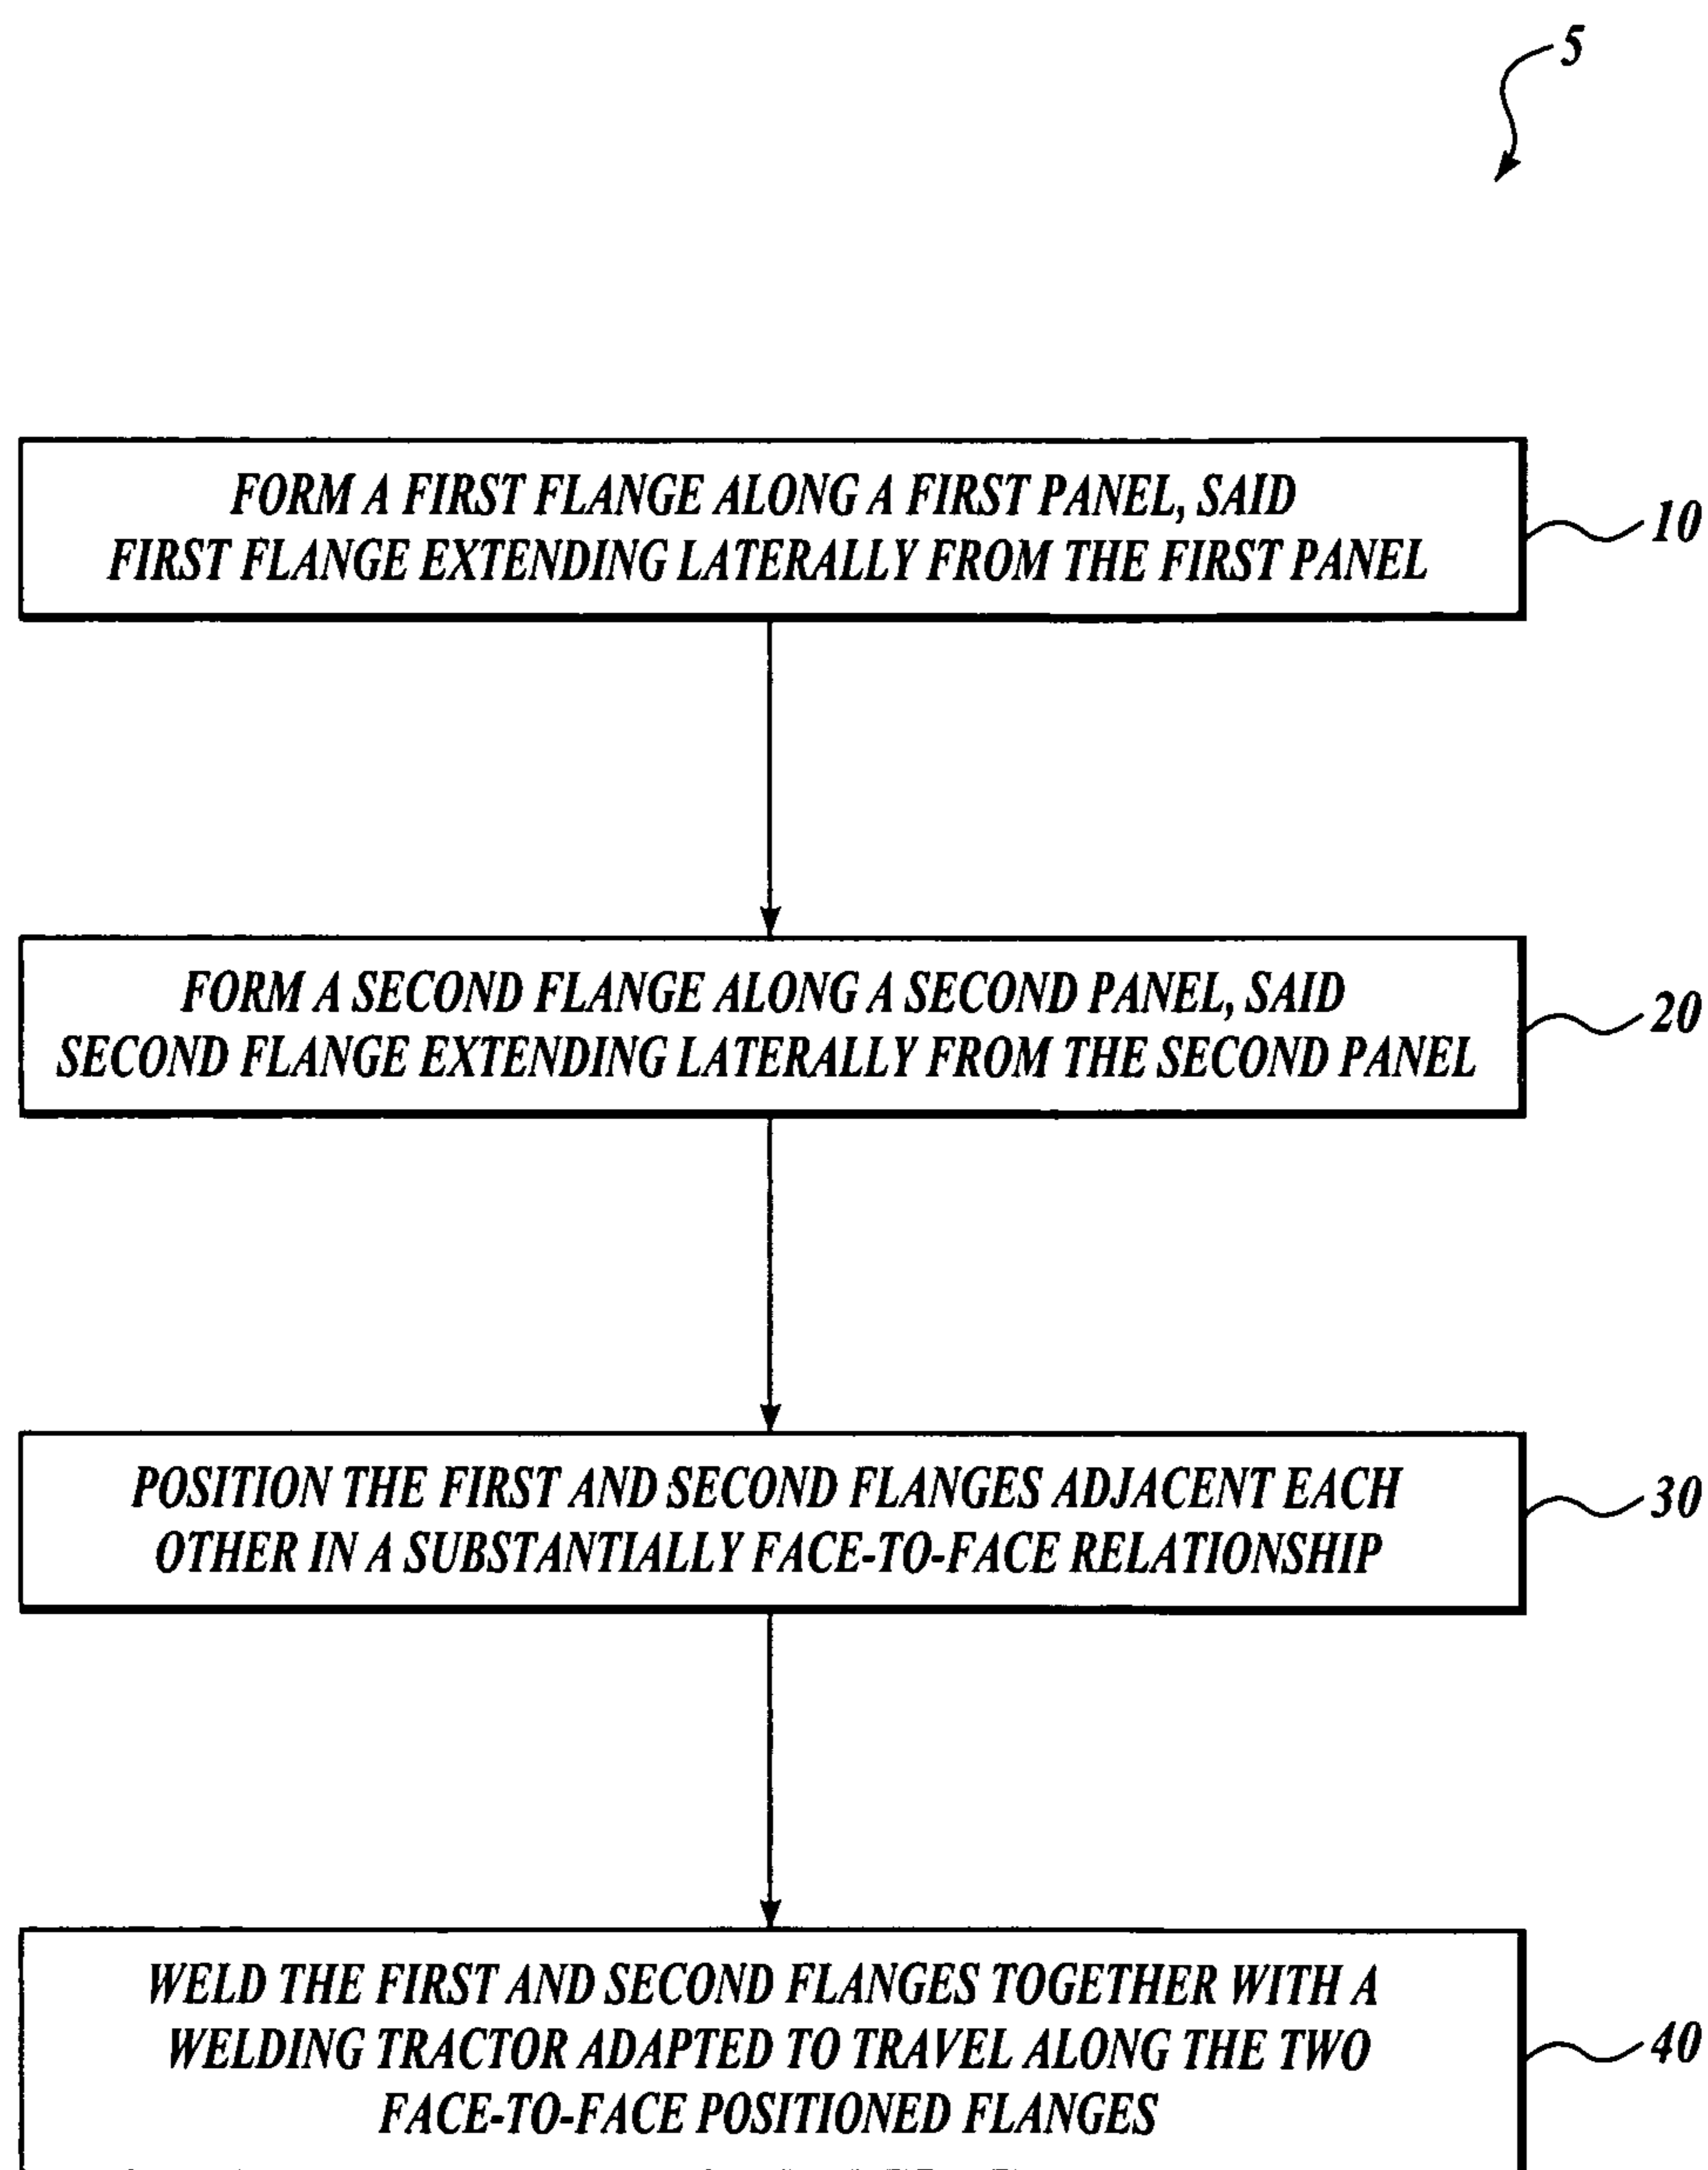 5
FORM A FIRST FLANGE ALONG A FIRST PANEL, SAID
FIRST FLANGE EXTENDING LATERALLY FROM THE FIRST PANEL
10
FORM A SECOND FLANGE ALONG A SECOND PANEL, SAID
SECOND FLANGE EXTENDING LATERALLY FROM THE SECOND PANEL
20
POSITION THE FIRST AND SECOND FLANGES ADJACENT EACH
OTHER IN A SUBSTANTIALLY FACE-TO-FACE RELATIONSHIP
30
WELD THE FIRST AND SECOND FLANGES TOGETHER WITH A
WELDING TRACTOR ADAPTED TO TRAVEL ALONG THE TWO
FACE-TO-FACE POSITIONED FLANGES
40